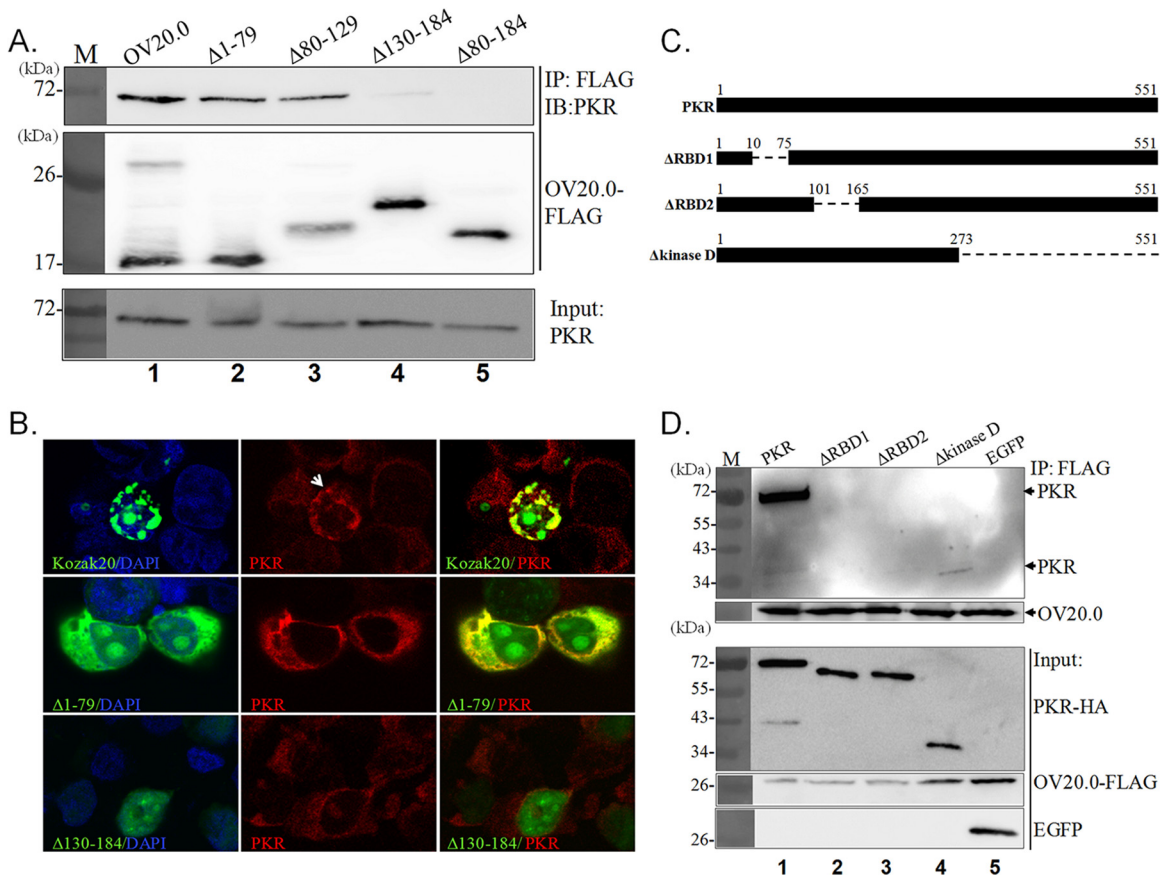 A.
M OV20.0 Δ1-79 Δ80-129 Δ130-184 Δ80-184
(kDa)
72-
IP: FLAG
IB:PKR
(kDa)
26-
17-
OV20.0-
FLAG
72-
Input:
PKR
1 2 3 4 5
B.
Kozak20/DAPI PKR Kozak20/PKR
Δ1-79/DAPI PKR Δ1-79/PKR
Δ130-184/DAPI PKR Δ130-184/PKR
C.
1 551
PKR
1 10 75 551
ΔRBD1
1 101 165 551
ΔRBD2
1 273 551
Δkinase D
D.
M PKR ΔRBD1 ΔRBD2 Δkinase D EGFP
(kDa)
IP: FLAG
72-
PKR
55-
43-
PKR
34-
OV20.0
(kDa)
72-
Input:
55-
PKR-HA
43-
34-
26-
OV20.0-FLAG
EGFP
26-
1 2 3 4 5